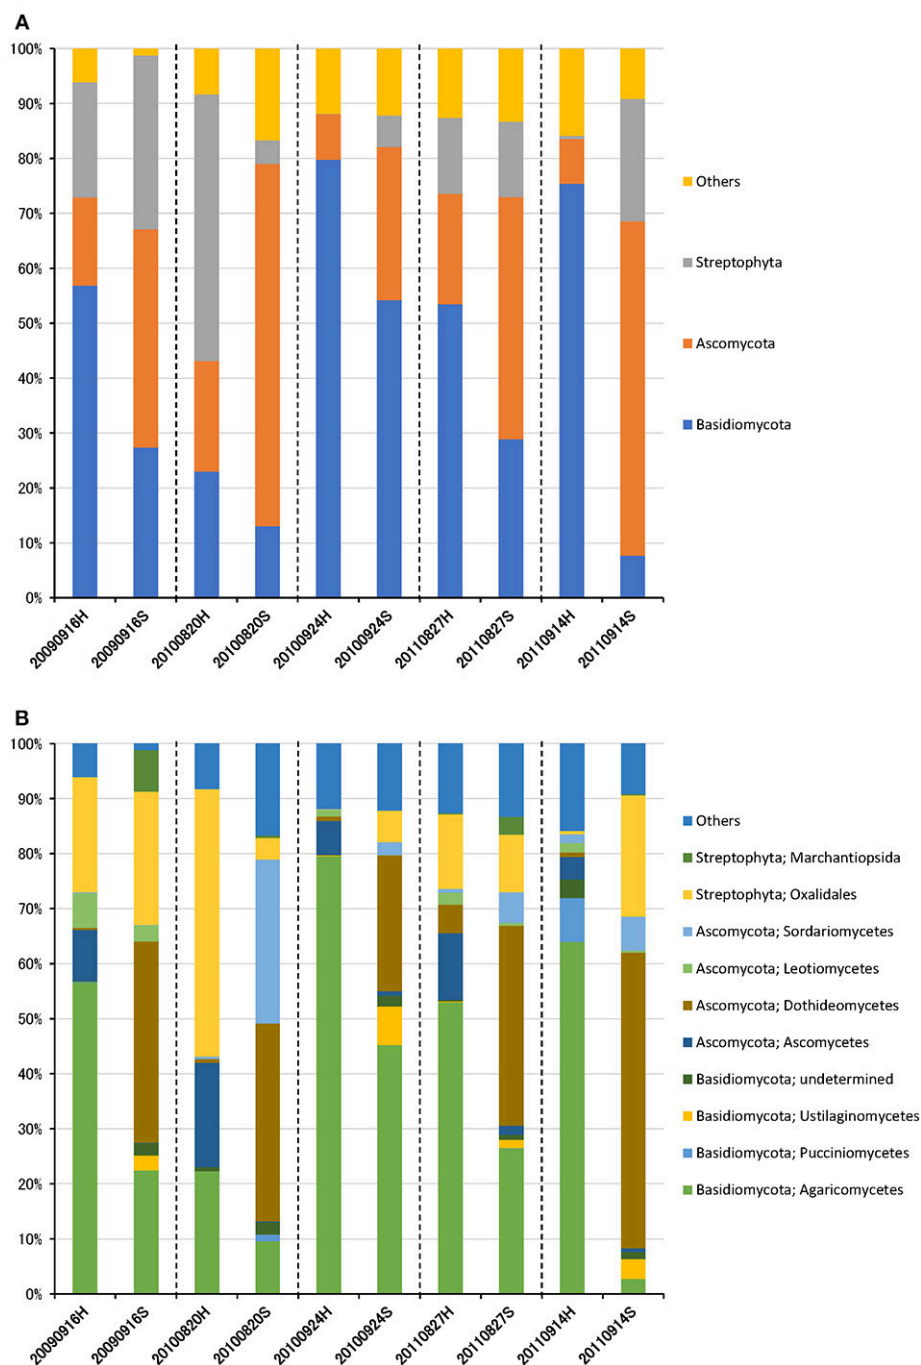 A
100%
90%
80%
70%
60%
50%
40%
30%
20%
10%
0%
20090916H
20090916S
20100820H
20100820S
20100924H
20100924S
20110827H
20110827S
20110914H
20110914S
Others
Streptophyta
Ascomycota
Basidiomycota
B
100%
90%
80%
70%
60%
50%
40%
30%
20%
10%
0%
20090916H
20090916S
20100820H
20100820S
20100924H
20100924S
20110827H
20110827S
20110914H
20110914S
Others
Streptophyta; Marchantiopsida
Streptophyta; Oxalidales
Ascomycota; Sordariomycetes
Ascomycota; Leotiomycetes
Ascomycota; Dothideomycetes
Ascomycota; Ascomycetes
Basidiomycota; undetermined
Basidiomycota; Ustilaginomycetes
Basidiomycota; Pucciniomycetes
Basidiomycota; Agaricomycetes